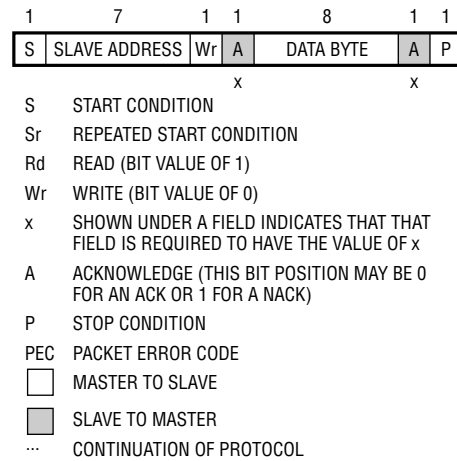 1 7 1 1 8 1 1
S SLAVE ADDRESS Wr A DATA BYTE A P
x x
S START CONDITION
Sr REPEATED START CONDITION
Rd READ (BIT VALUE OF 1)
Wr WRITE (BIT VALUE OF 0)
x SHOWN UNDER A FIELD INDICATES THAT THAT
FIELD IS REQUIRED TO HAVE THE VALUE OF x
A ACKNOWLEDGE (THIS BIT POSITION MAY BE 0
FOR AN ACK OR 1 FOR A NACK)
P STOP CONDITION
PEC PACKET ERROR CODE
MASTER TO SLAVE
SLAVE TO MASTER
... CONTINUATION OF PROTOCOL